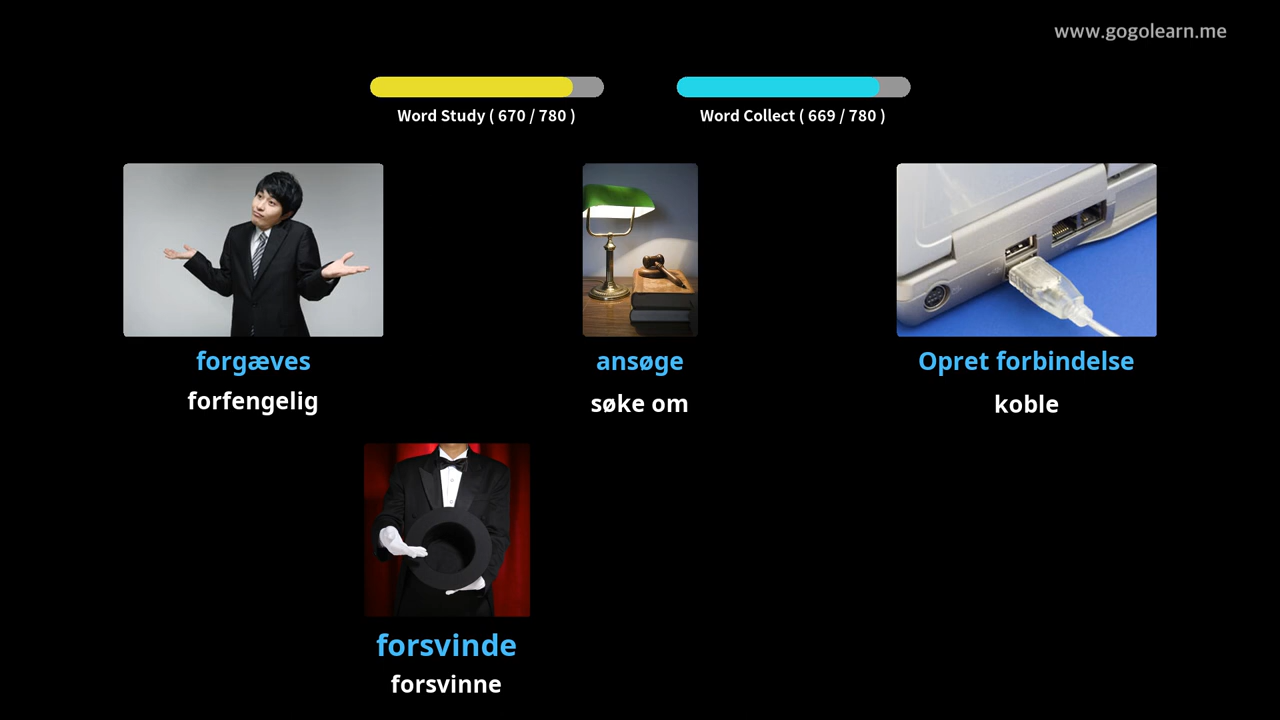 www.gogolearn.me
Word Study ( 670 / 780 )
Word Collect ( 669 / 780 )
forgæves
forfengelig
ansøge
søke om
Opret forbindelse
koble
forsvinde
forsvinne